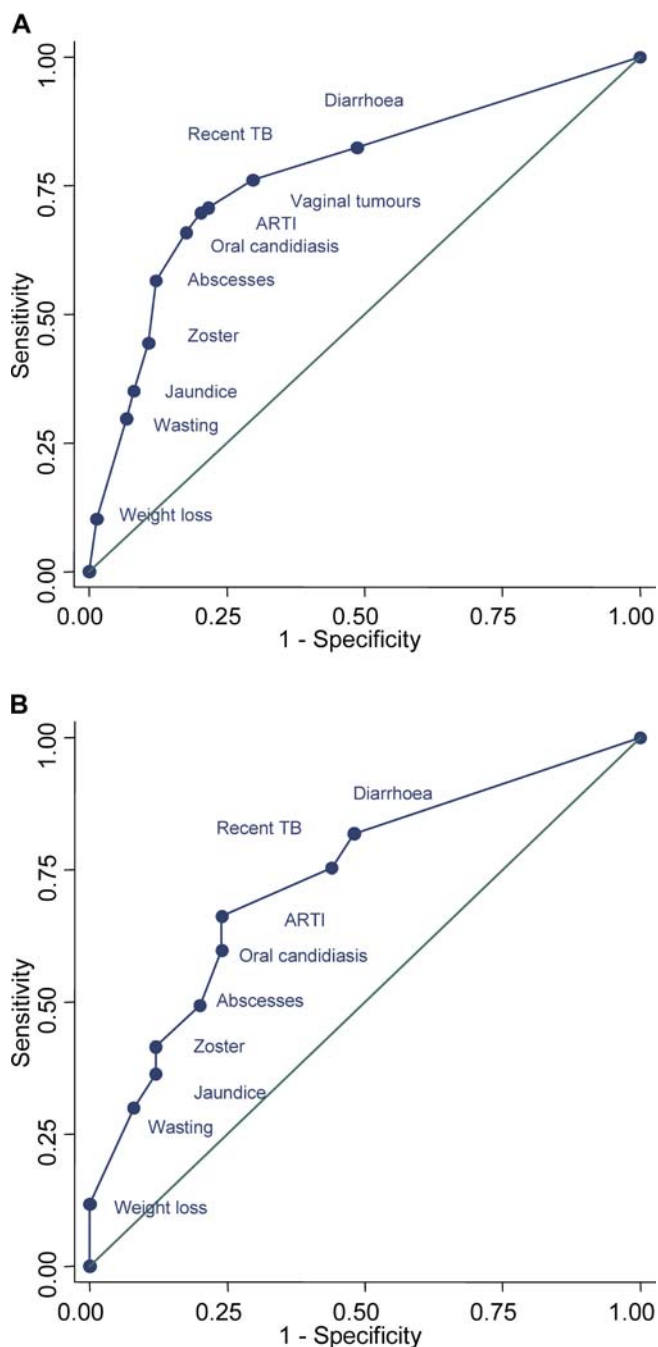 A
1.00
Diarrhoea
Recent TB
0.75
Vaginal tumours
ARTI
Oral candidiasis
Abscesses
0.50
Sensitivity
Zoster
Jaundice
Wasting
0.25
Weight loss
0.00
0.00 0.25 0.50 0.75 1.00
1 - Specificity
B
1.00
Diarrhoea
Recent TB
0.75
ARTI
Oral candidiasis
Abscesses
0.50
Sensitivity
Zoster
Jaundice
Wasting
0.25
Weight loss
0.00
0.00 0.25 0.50 0.75 1.00
1 - Specificity